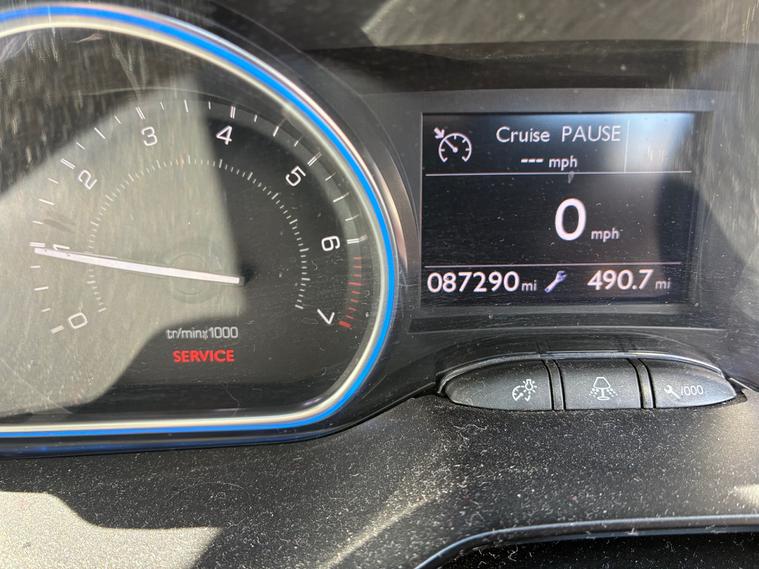 Cruise PAUSE
--- mph
0 mph
087290 mi 490.7 mi
0
1
2
3
4
5
6
7
tr/min x 1000
SERVICE
/000